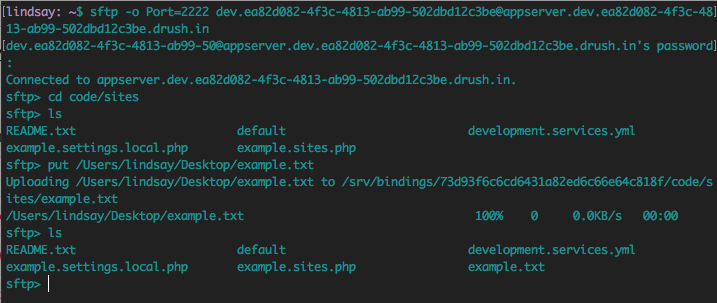 [lindsay: ~$ sftp -o Port=2222 dev.ea82d082-4f3c-4813-ab99-502dbd12c3be@appserver.dev.ea82d082-4f3c-48]
13-ab99-502dbd12c3be.drush.in
[dev.ea82d082-4f3c-4813-ab99-50@appserver.dev.ea82d082-4f3c-4813-ab99-502dbd12c3be.drush.in's password]
:
Connected to appserver.dev.ea82d082-4f3c-4813-ab99-502dbd12c3be.drush.in.
sftp> cd code/sites
sftp> ls
README.txt default development.services.yml
example.settings.local.php example.sites.php
sftp> put /Users/lindsay/Desktop/example.txt
Uploading /Users/lindsay/Desktop/example.txt to /srv/bindings/73d93f6c6cd6431a82ed6c66e64c818f/code/s
ites/example.txt
/Users/lindsay/Desktop/example.txt 100% 0 0.0KB/s 00:00
sftp> ls
README.txt default development.services.yml
example.settings.local.php example.sites.php example.txt
sftp>